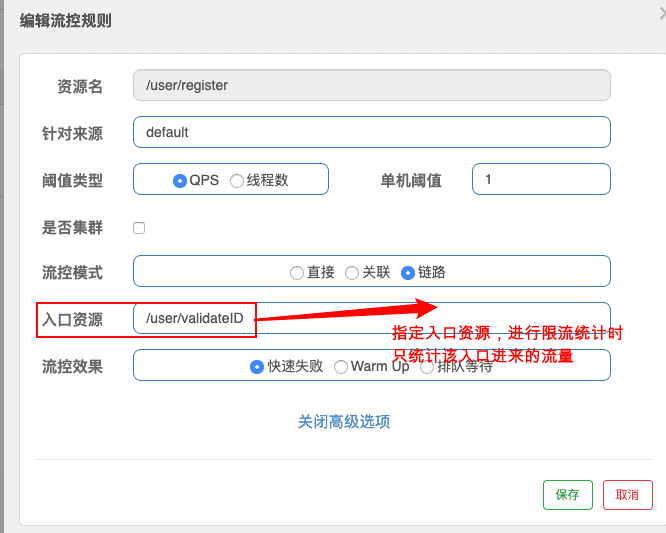 编辑流控规则
资源名 /user/register
针对来源 default
阈值类型 QPS 线程数 单机阈值 1
是否集群
流控模式 直接 关联 链路
入口资源 /user/validateID
指定入口资源，进行限流统计时
只统计该入口进来的流量
流控效果 快速失败 Warm Up 排队等待
关闭高级选项
保存 取消